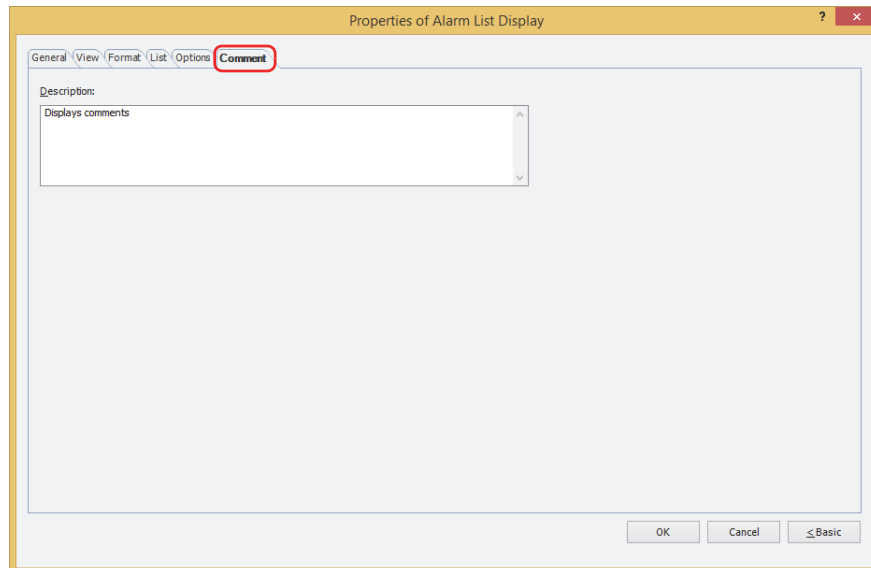 Properties of Alarm List Display
?
×
General View Format List Options Comment
Description:
Displays comments
OK Cancel <Basic